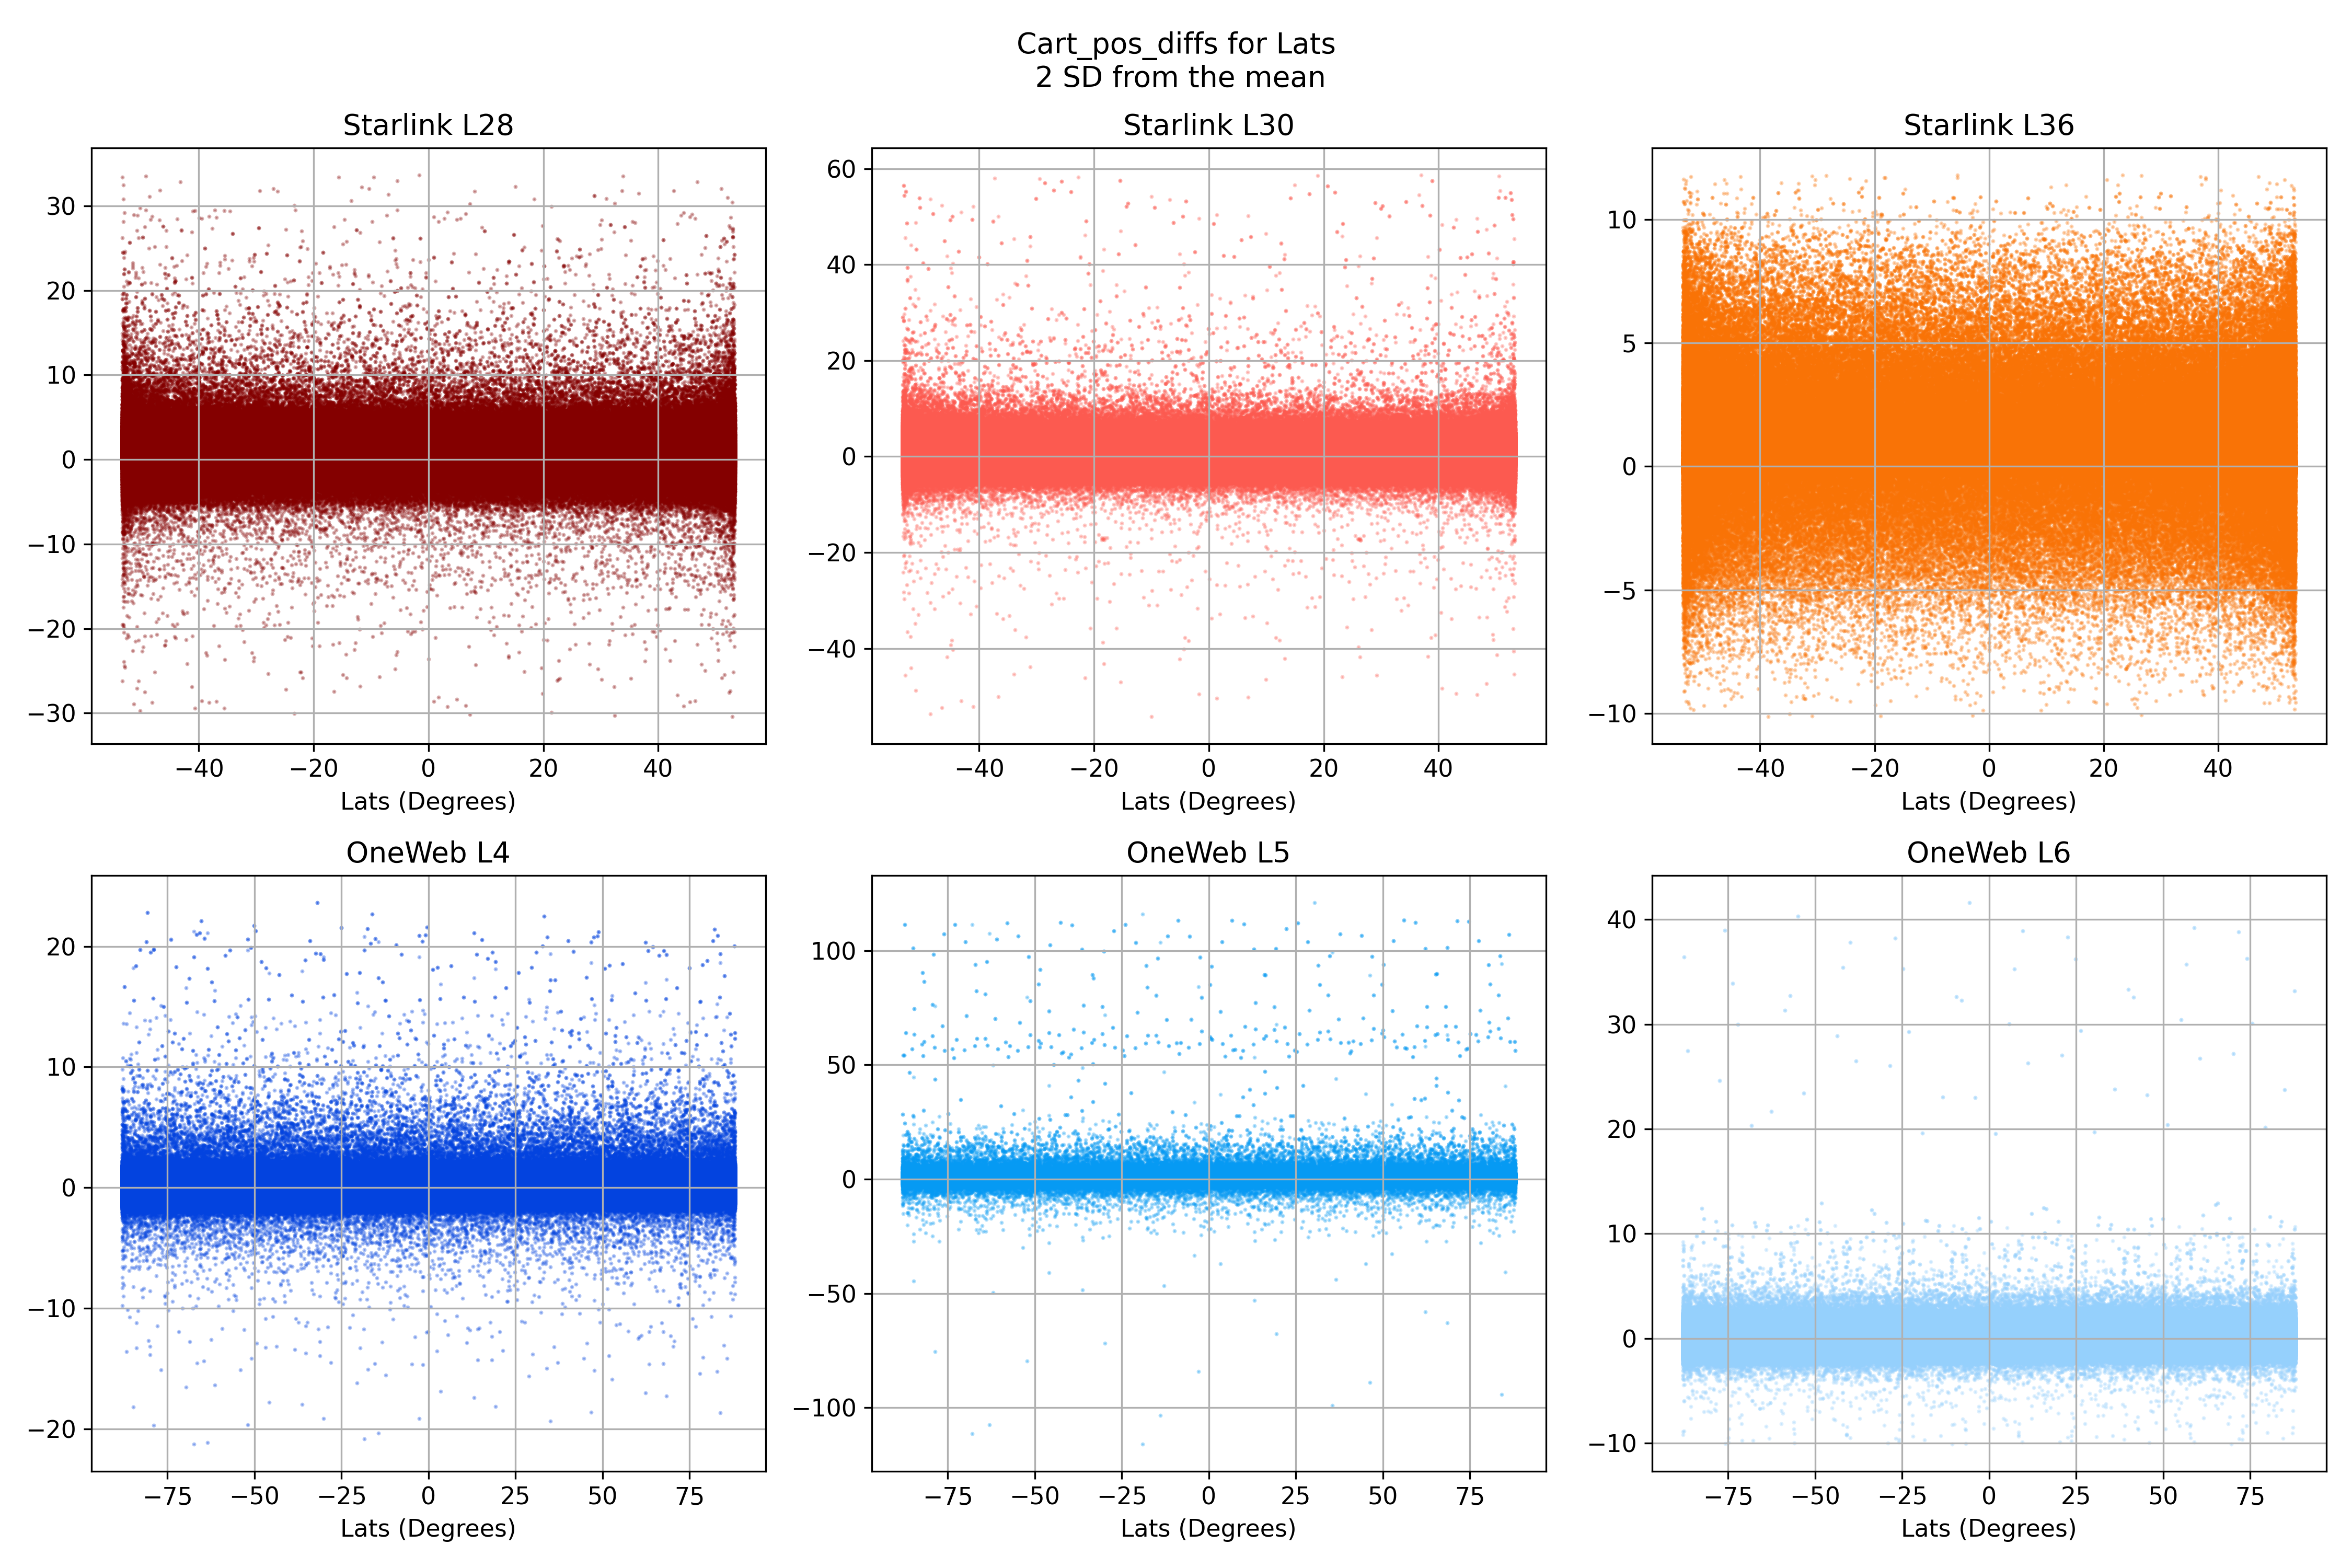 Cart_pos_diffs for Lats
2 SD from the mean
Starlink L28
30
20
10
0
−10
−20
−30
−40 −20 0 20 40
Lats (Degrees)
Starlink L30
60
40
20
0
−20
−40
−40 −20 0 20 40
Lats (Degrees)
Starlink L36
10
5
0
−5
−10
−40 −20 0 20 40
Lats (Degrees)
OneWeb L4
20
10
0
−10
−20
−75 −50 −25 0 25 50 75
Lats (Degrees)
OneWeb L5
100
50
0
−50
−100
−75 −50 −25 0 25 50 75
Lats (Degrees)
OneWeb L6
40
30
20
10
0
−10
−75 −50 −25 0 25 50 75
Lats (Degrees)